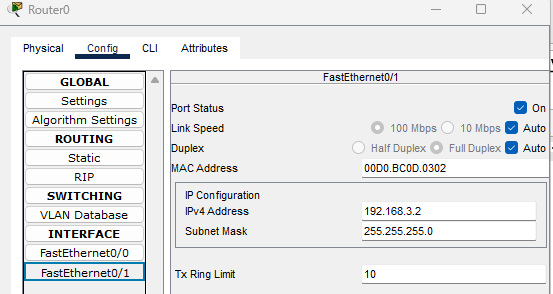 Router0
Physical Config CLI Attributes
GLOBAL
Settings
Algorithm Settings
ROUTING
Static
RIP
SWITCHING
VLAN Database
INTERFACE
FastEthernet0/0
FastEthernet0/1
FastEthernet0/1
Port Status On
Link Speed 100 Mbps 10 Mbps Auto
Duplex Half Duplex Full Duplex Auto
MAC Address 00D0.BC0D.0302
IP Configuration
IPv4 Address 192.168.3.2
Subnet Mask 255.255.255.0
Tx Ring Limit 10